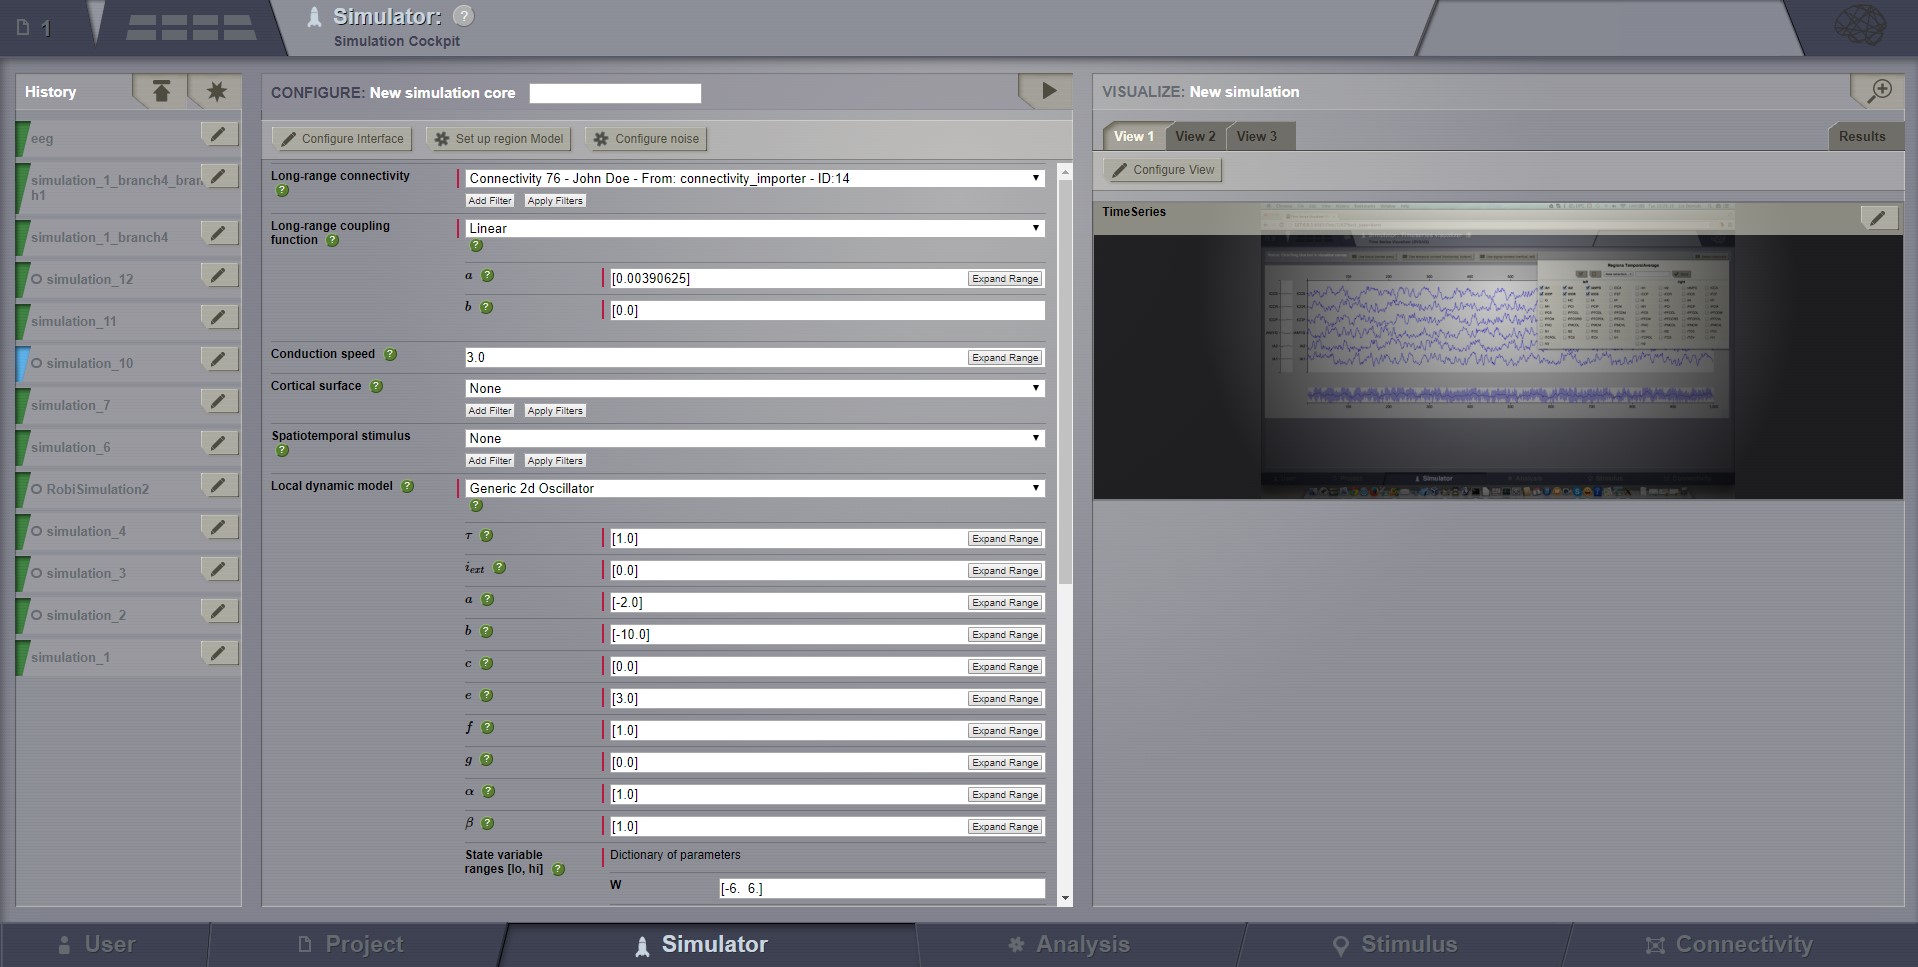 1
Simulator:
Simulation Cockpit
History
eeg
simulation_1_branch4_bran
h1
simulation_1_branch4
simulation_12
simulation_11
simulation_10
simulation_7
simulation_6
RobiSimulation2
simulation_4
simulation_3
simulation_2
simulation_1
CONFIGURE: New simulation core
Configure Interface
Set up region Model
Configure noise
Long-range connectivity
Connectivity 76 - John Doe - From: connectivity_importer - ID:14
Add Filter Apply Filters
Long-range coupling
function
Linear
a [0.00390625] Expand Range
b [0.0]
Conduction speed 3.0 Expand Range
Cortical surface None
Add Filter Apply Filters
Spatiotemporal stimulus None
Add Filter Apply Filters
Local dynamic model Generic 2d Oscillator
τ [1.0] Expand Range
i_ext [0.0] Expand Range
a [-2.0] Expand Range
b [-10.0] Expand Range
c [0.0] Expand Range
e [3.0] Expand Range
f [1.0] Expand Range
g [0.0] Expand Range
α [1.0] Expand Range
β [1.0] Expand Range
State variable
ranges [lo, hi]
Dictionary of parameters
W [-6. 6.]
VISUALIZE: New simulation
View 1 View 2 View 3 Results
Configure View
TimeSeries
Simulator
User Project Simulator Analysis Stimulus Connectivity